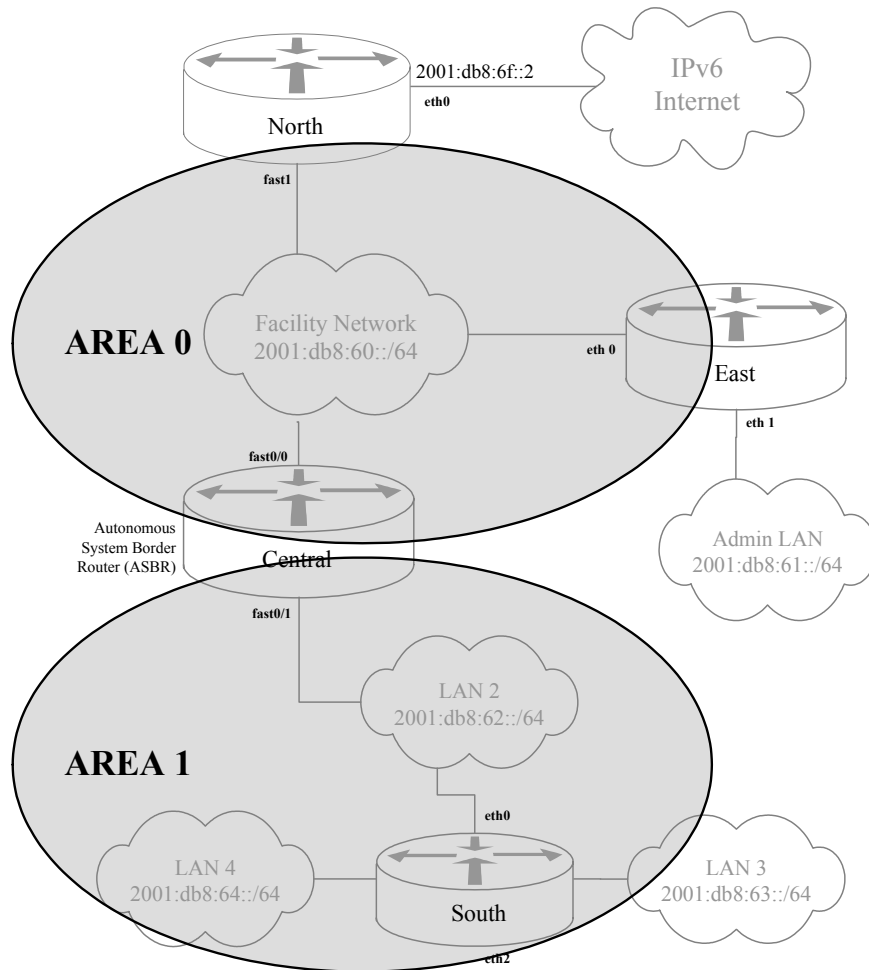 2001:db8:6f::2
eth0
IPv6
Internet
North
fast1
AREA 0
Facility Network
2001:db8:60::/64
eth 0
East
eth 1
fast0/0
Autonomous
System Border
Router (ASBR)
Central
fast0/1
Admin LAN
2001:db8:61::/64
LAN 2
2001:db8:62::/64
AREA 1
eth0
LAN 4
2001:db8:64::/64
South
LAN 3
2001:db8:63::/64
eth2